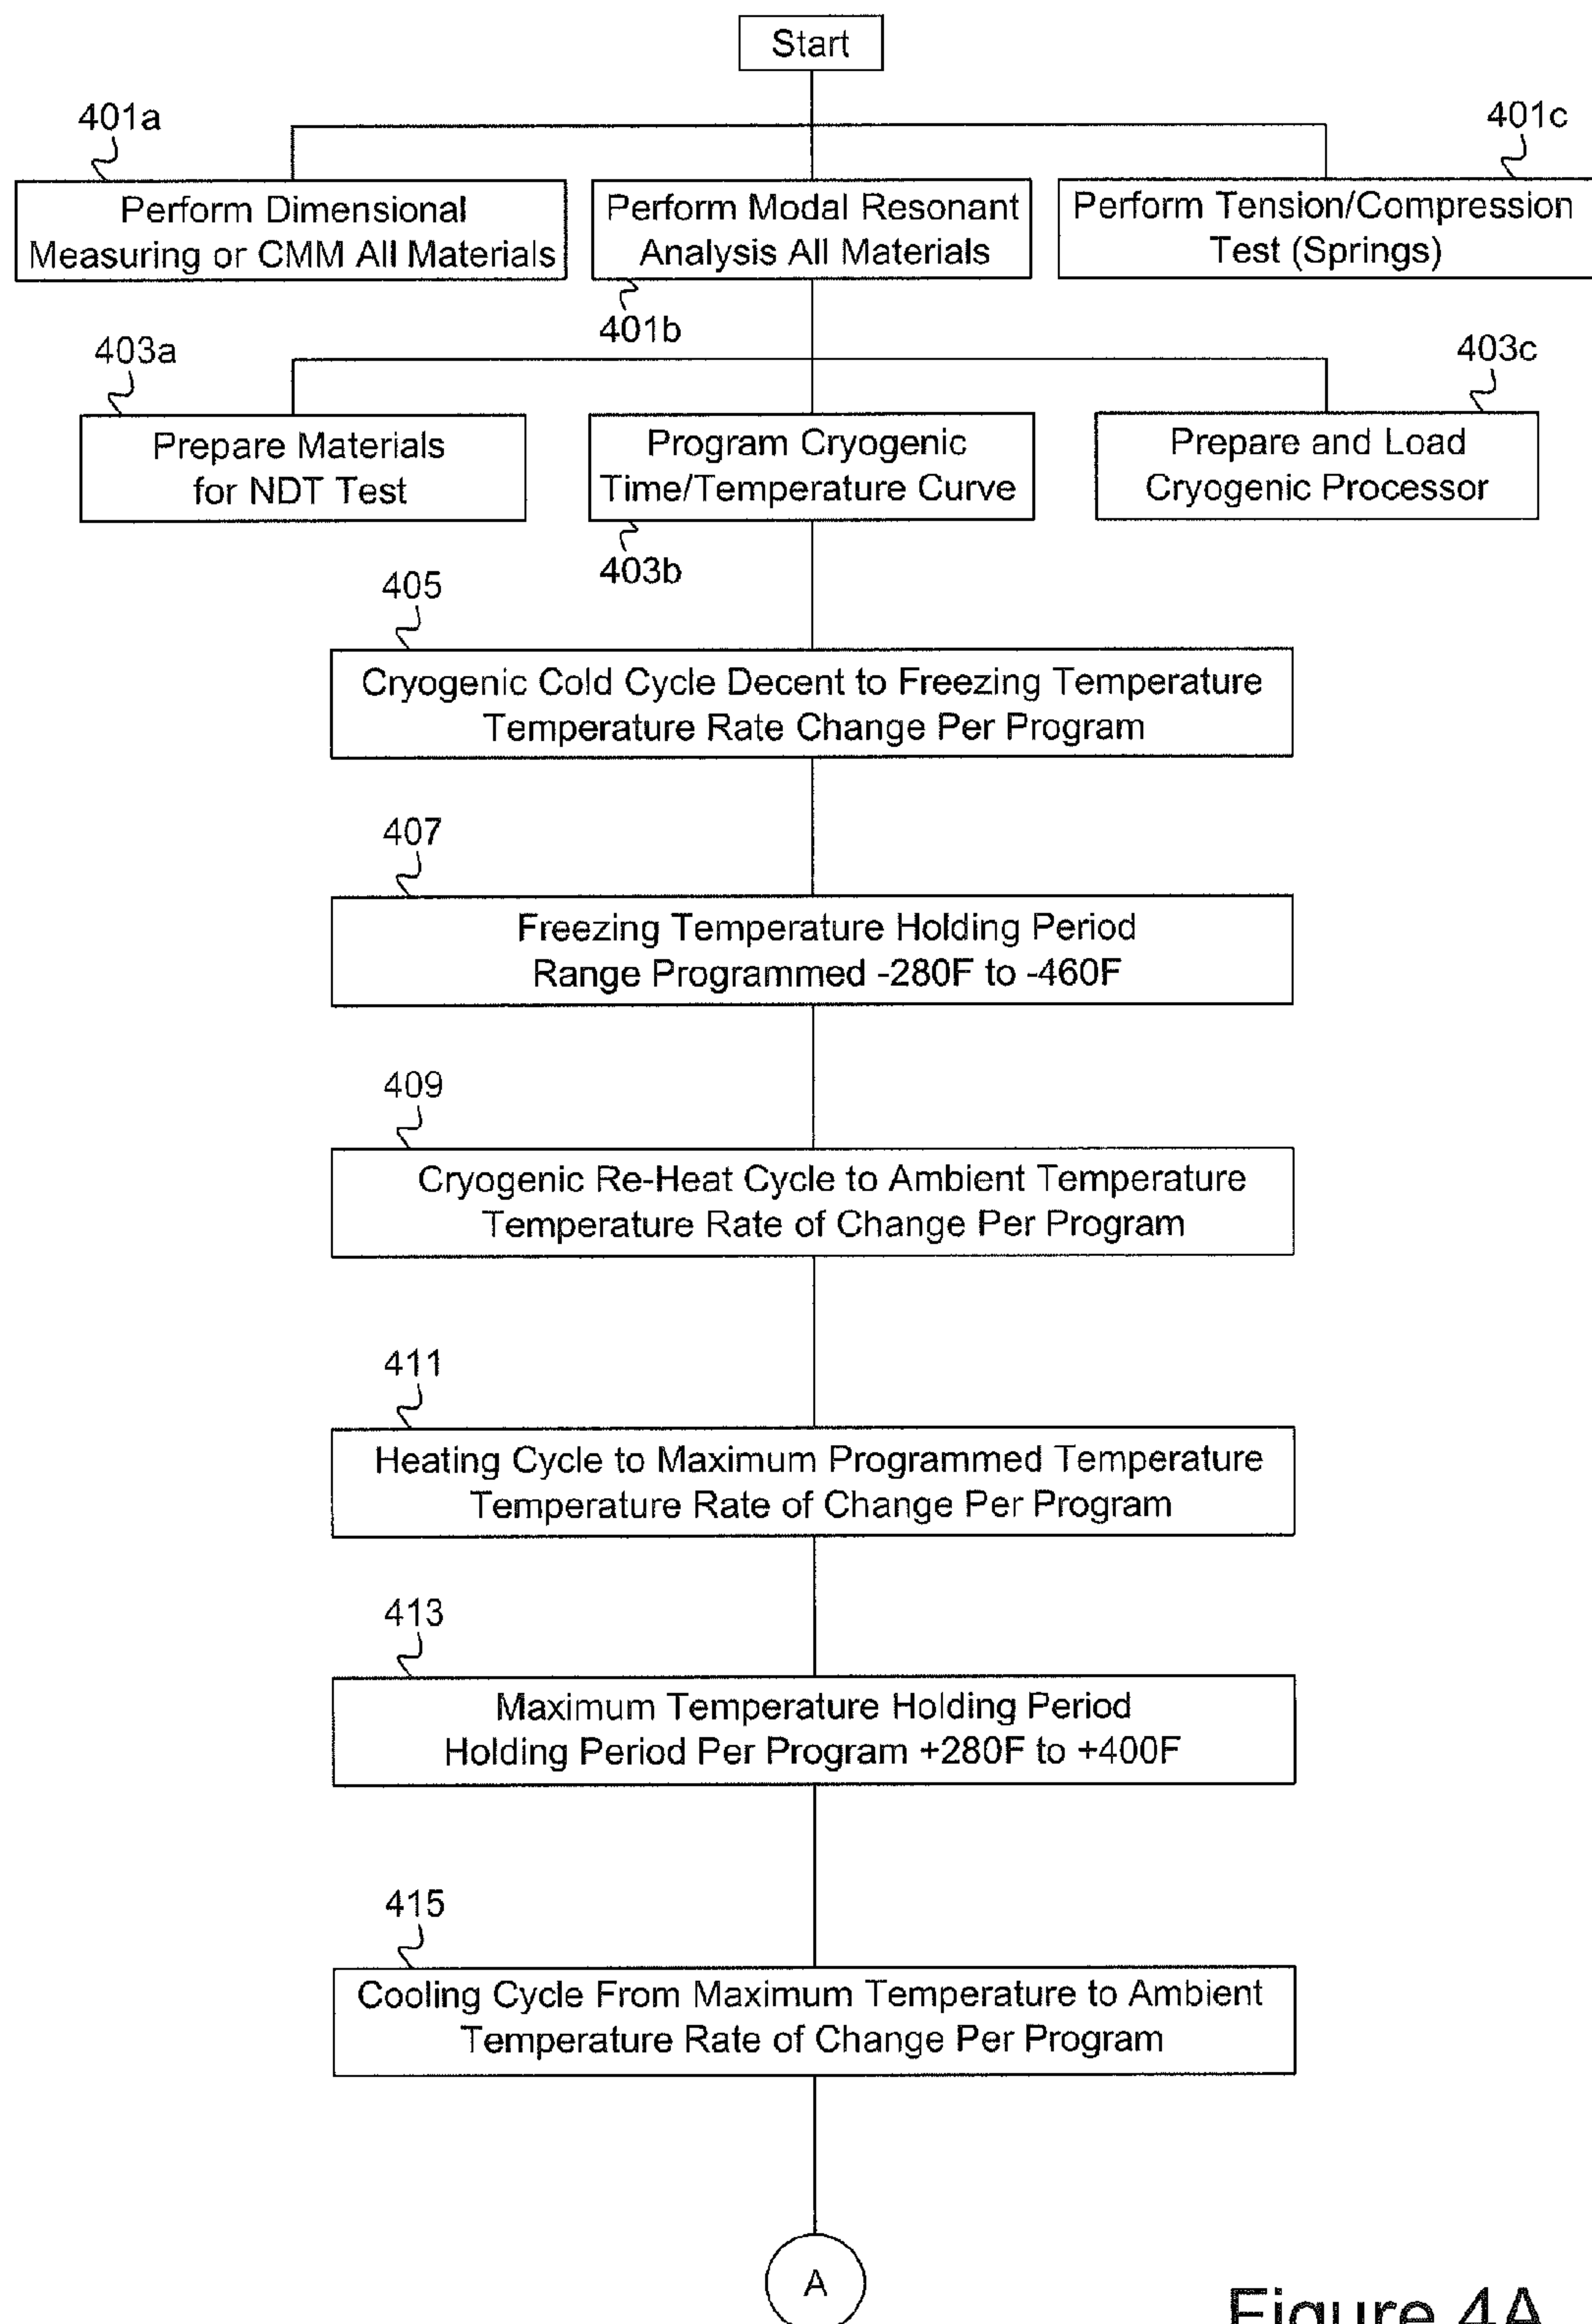 Start
401a
401c
Perform Dimensional
Measuring or CMM All Materials
Perform Modal Resonant
Analysis All Materials
Perform Tension/Compression
Test (Springs)
401b
403a
403c
Prepare Materials
for NDT Test
Program Cryogenic
Time/Temperature Curve
Prepare and Load
Cryogenic Processor
403b
405
Cryogenic Cold Cycle Decent to Freezing Temperature
Temperature Rate Change Per Program
407
Freezing Temperature Holding Period
Range Programmed -280F to -460F
409
Cryogenic Re-Heat Cycle to Ambient Temperature
Temperature Rate of Change Per Program
411
Heating Cycle to Maximum Programmed Temperature
Temperature Rate of Change Per Program
413
Maximum Temperature Holding Period
Holding Period Per Program +280F to +400F
415
Cooling Cycle From Maximum Temperature to Ambient
Temperature Rate of Change Per Program
A
Figure 4A